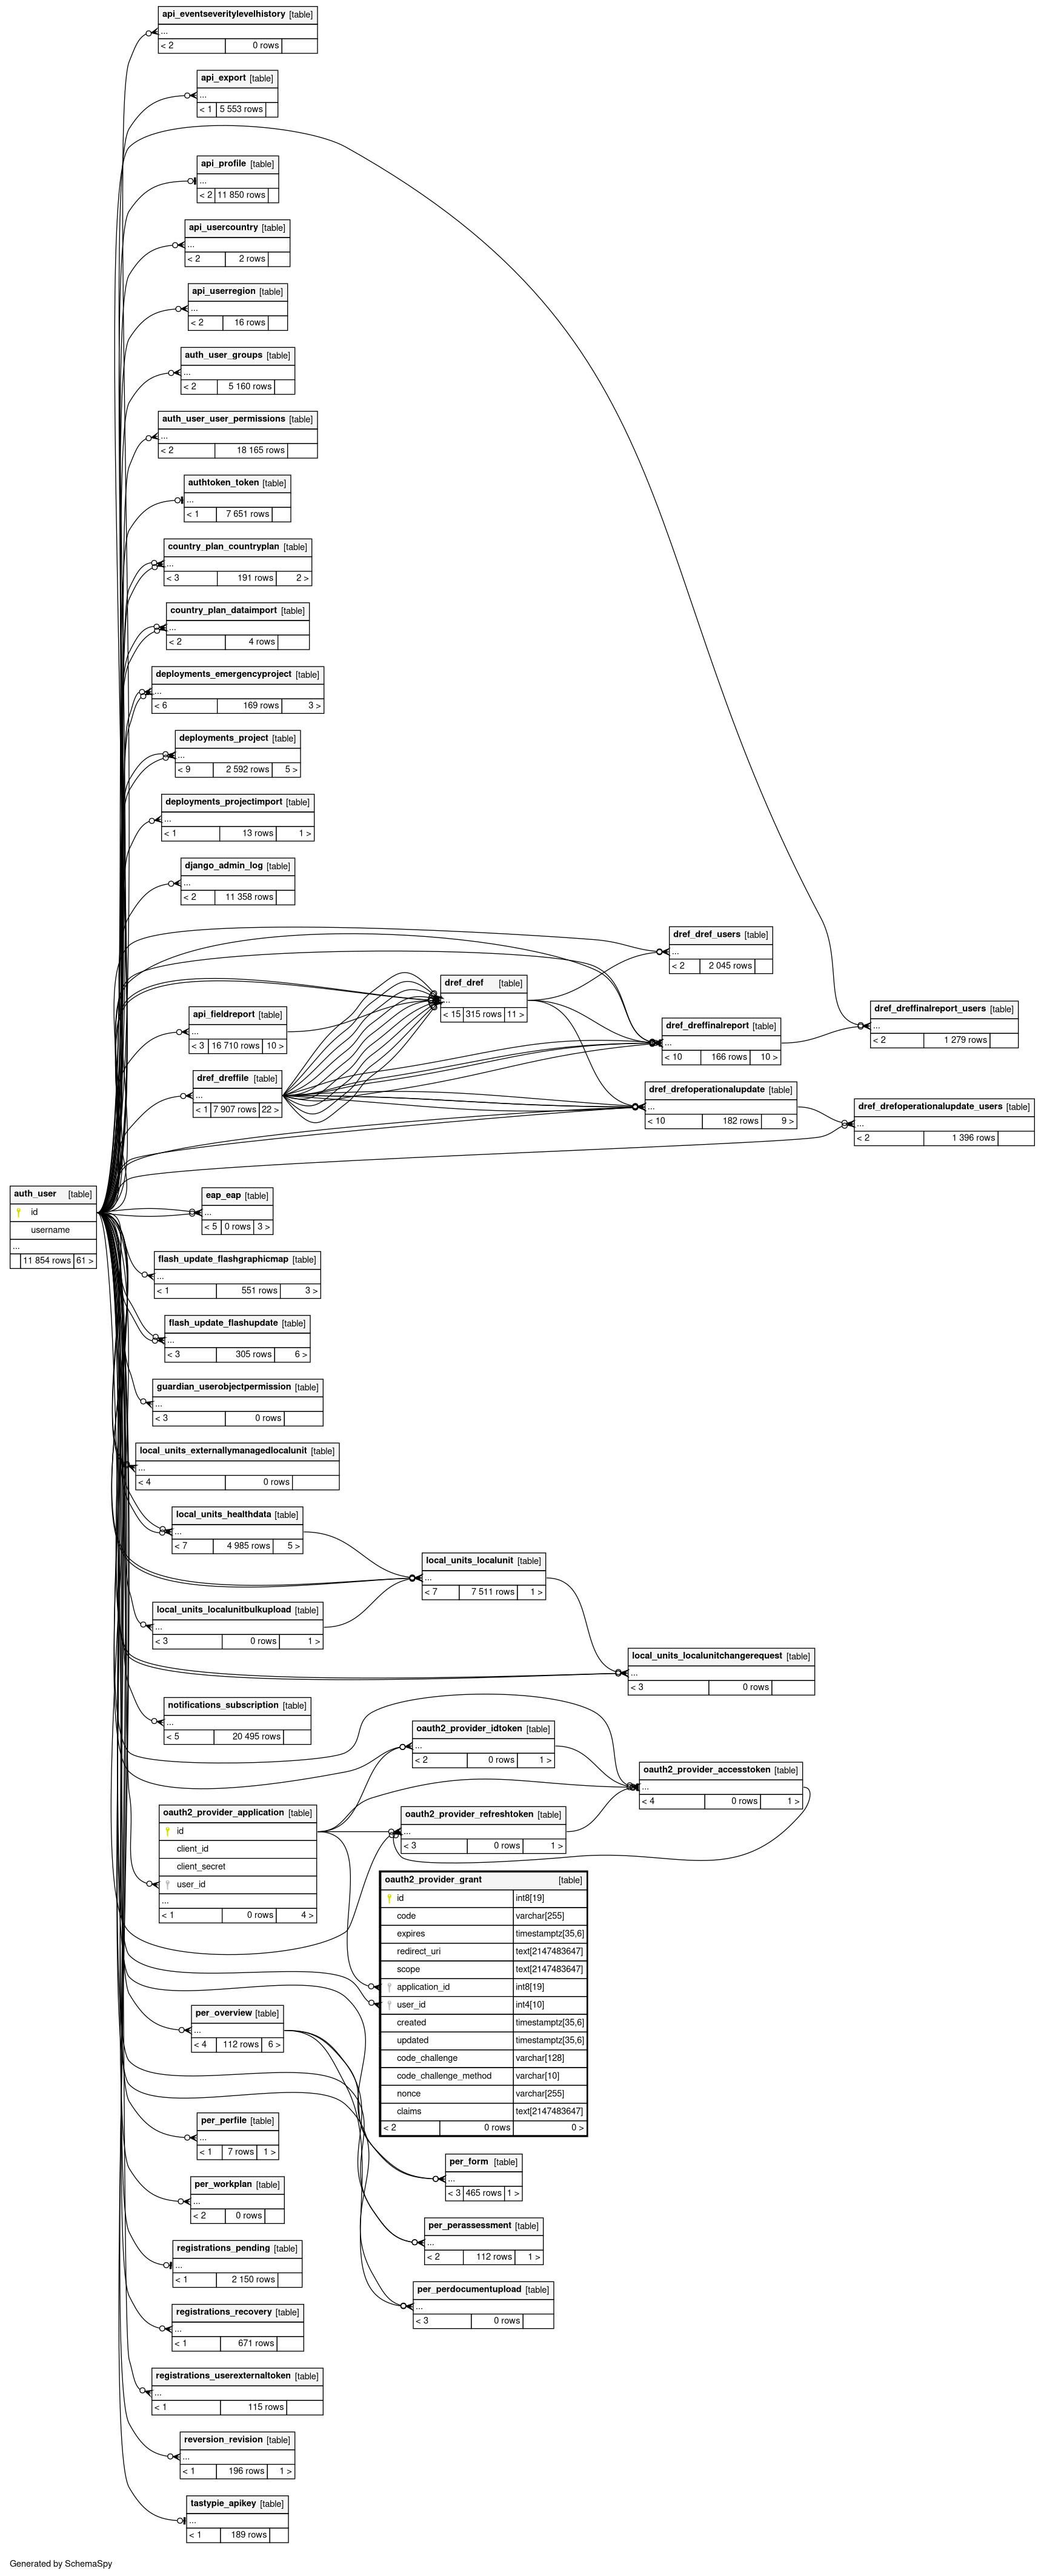 api_eventseveritylevelhistory [table]
...
< 2 0 rows
api_export [table]
...
< 1 5 553 rows
api_profile [table]
...
< 2 11 850 rows
api_usercountry [table]
...
< 2 2 rows
api_userregion [table]
...
< 2 16 rows
auth_user_groups [table]
...
< 2 5 160 rows
auth_user_user_permissions [table]
...
< 2 18 165 rows
authtoken_token [table]
...
< 1 7 651 rows
country_plan_countryplan [table]
...
< 3 191 rows 2 >
country_plan_dataimport [table]
...
< 2 4 rows
deployments_emergencyproject [table]
...
< 6 169 rows 3 >
deployments_project [table]
...
< 9 2 592 rows 5 >
deployments_projectimport [table]
...
< 1 13 rows 1 >
django_admin_log [table]
...
< 2 11 358 rows
dref_dref_users [table]
...
< 2 2 045 rows
dref_dref [table]
...
< 15 315 rows 11 >
dref_dreffinalreport_users [table]
...
< 2 1 279 rows
api_fieldreport [table]
...
< 3 16 710 rows 10 >
dref_dreffinalreport [table]
...
< 10 166 rows 10 >
dref_dreffile [table]
...
< 1 7 907 rows 22 >
dref_drefoperationalupdate [table]
...
< 10 182 rows 9 >
dref_drefoperationalupdate_users [table]
...
< 2 1 396 rows
auth_user [table]
id
username
...
11 854 rows 61 >
eap_eap [table]
...
< 5 0 rows 3 >
flash_update_flashgraphicmap [table]
...
< 1 551 rows 3 >
flash_update_flashupdate [table]
...
< 3 305 rows 6 >
guardian_userobjectpermission [table]
...
< 3 0 rows
local_units_externallymanagedlocalunit [table]
...
< 4 0 rows
local_units_healthdata [table]
...
< 7 4 985 rows 5 >
local_units_localunit [table]
...
< 7 7 511 rows 1 >
local_units_localunitbulkupload [table]
...
< 3 0 rows 1 >
local_units_localunitchangerequest [table]
...
< 3 0 rows
notifications_subscription [table]
...
< 5 20 495 rows
oauth2_provider_idtoken [table]
...
< 2 0 rows 1 >
oauth2_provider_accesstoken [table]
...
< 4 0 rows 1 >
oauth2_provider_application [table]
id
client_id
client_secret
user_id
...
< 1 0 rows 4 >
oauth2_provider_refreshtoken [table]
...
< 3 0 rows 1 >
oauth2_provider_grant [table]
id int8[19]
code varchar[255]
expires timestamptz[35,6]
redirect_uri text[2147483647]
scope text[2147483647]
application_id int8[19]
user_id int4[10]
created timestamptz[35,6]
updated timestamptz[35,6]
code_challenge varchar[128]
code_challenge_method varchar[10]
nonce varchar[255]
claims text[2147483647]
< 2 0 rows 0 >
per_overview [table]
...
< 4 112 rows 6 >
per_perfile [table]
...
< 1 7 rows 1 >
per_form [table]
...
< 3 465 rows 1 >
per_workplan [table]
...
< 2 0 rows
per_perassessment [table]
...
< 2 112 rows 1 >
registrations_pending [table]
...
< 1 2 150 rows
per_perdocumentupload [table]
...
< 3 0 rows
registrations_recovery [table]
...
< 1 671 rows
registrations_userexternaltoken [table]
...
< 1 115 rows
reversion_revision [table]
...
< 1 196 rows 1 >
tastypie_apikey [table]
...
< 1 189 rows
Generated by SchemaSpy